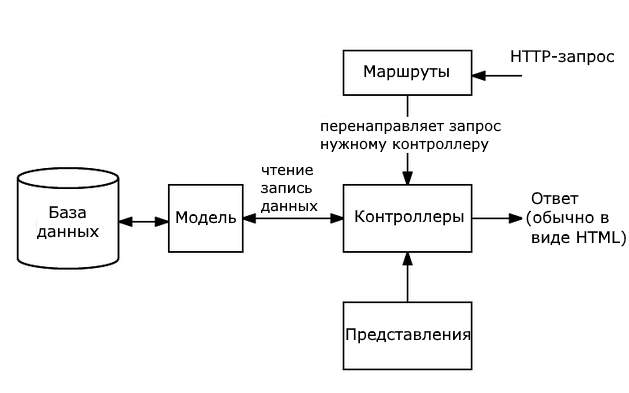 HTTP-запрос
Маршруты
перенаправляет запрос
нужному контроллеру
чтение
запись
данных
База
данных
Модель
Контроллеры
Ответ
(обычно в
виде HTML)
Представления